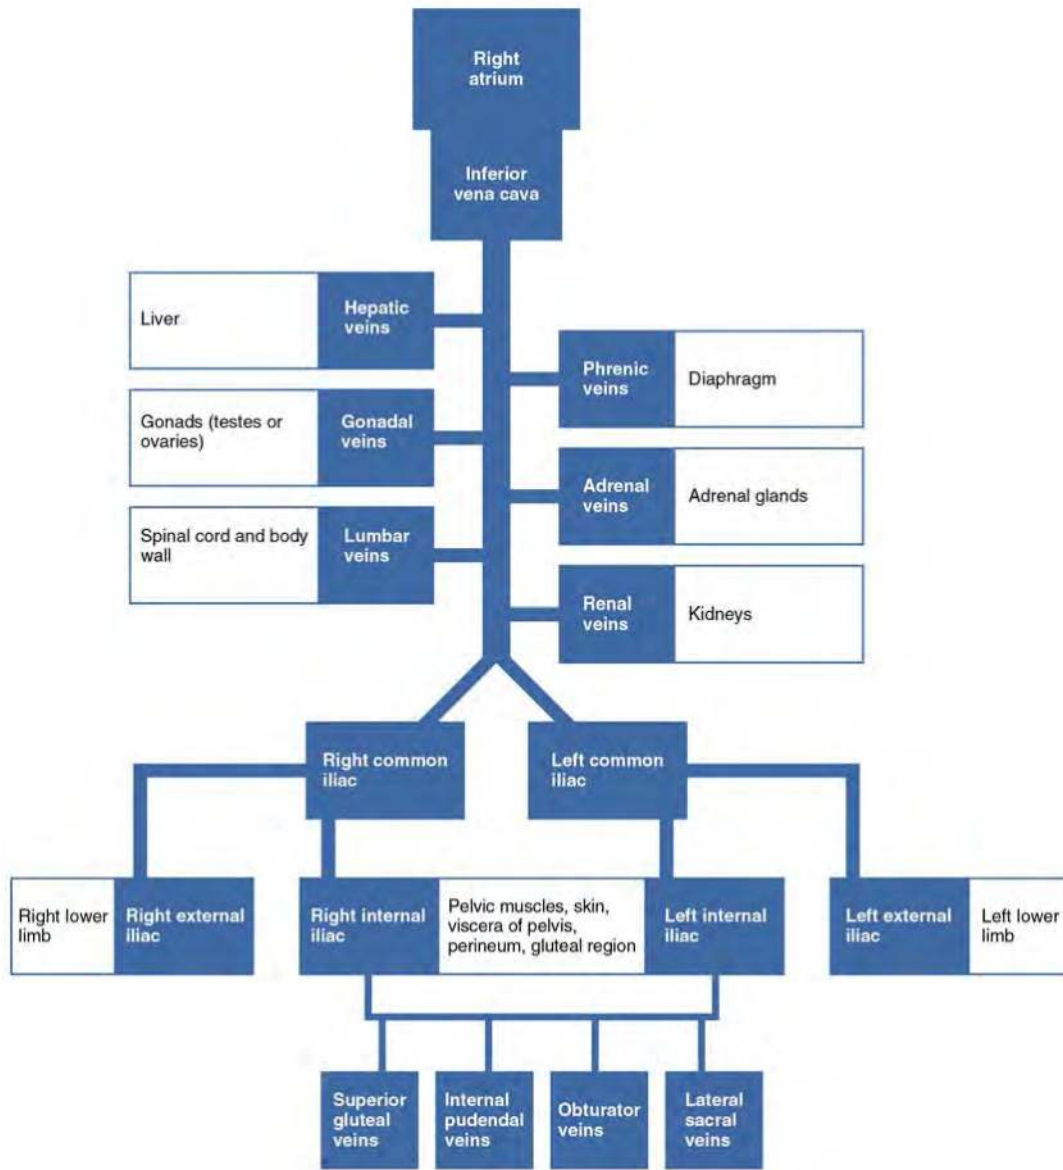 Right
atrium
Inferior
vena cava
Liver
Hepatic
veins
Phrenic
veins
Diaphragm
Gonads (testes or
ovaries)
Gonadal
veins
Adrenal
veins
Adrenal glands
Spinal cord and body
wall
Lumbar
veins
Renal
veins
Kidneys
Right common
iliac
Left common
iliac
Right lower
limb
Right external
iliac
Right internal
iliac
Pelvic muscles, skin,
viscera of pelvis,
perineum, gluteal region
Left internal
iliac
Left external
iliac
Left lower
limb
Superior
gluteal
veins
Internal
pudendal
veins
Obturator
veins
Lateral
sacral
veins